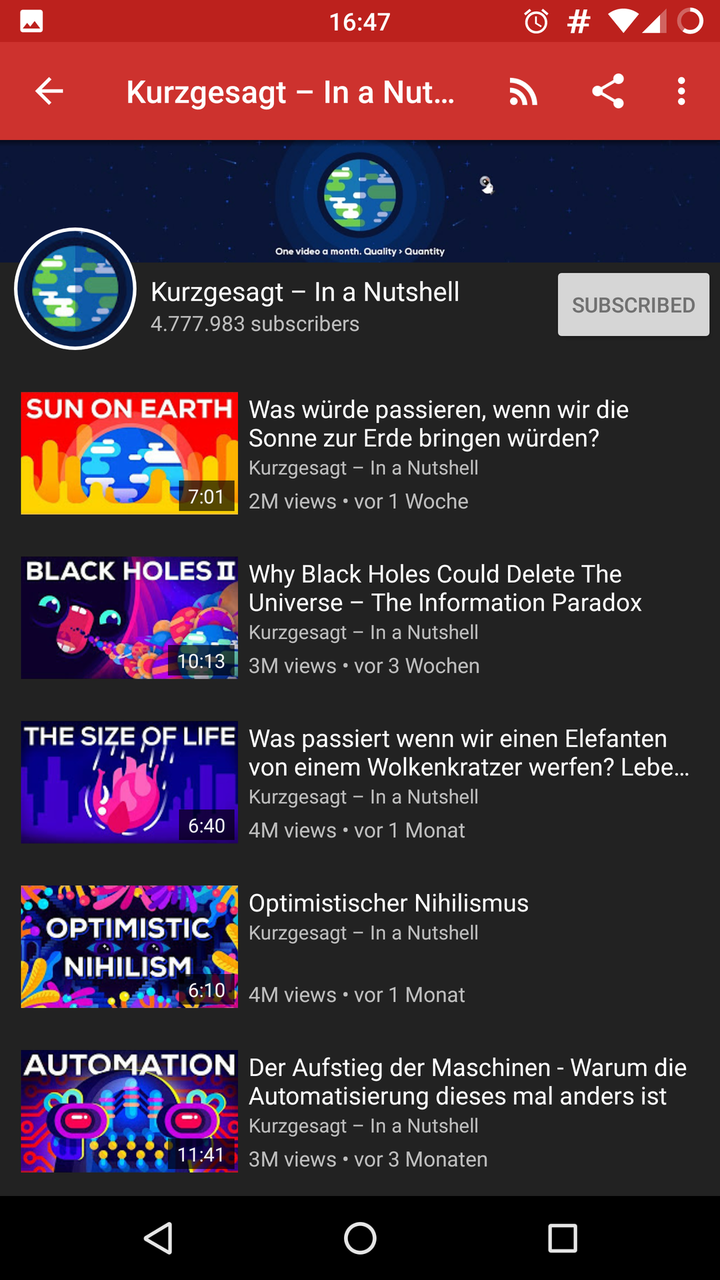 16:47
Kurzgesagt – In a Nut...
One video a month. Quality > Quantity
Kurzgesagt – In a Nutshell
4.777.983 subscribers
SUBSCRIBED
SUN ON EARTH
7:01
Was würde passieren, wenn wir die
Sonne zur Erde bringen würden?
Kurzgesagt – In a Nutshell
2M views • vor 1 Woche
BLACK HOLES II
10:13
Why Black Holes Could Delete The
Universe – The Information Paradox
Kurzgesagt – In a Nutshell
3M views • vor 3 Wochen
THE SIZE OF LIFE
6:40
Was passiert wenn wir einen Elefanten
von einem Wolkenkratzer werfen? Lebe...
Kurzgesagt – In a Nutshell
4M views • vor 1 Monat
OPTIMISTIC
NIHILISM
6:10
Optimistischer Nihilismus
Kurzgesagt – In a Nutshell
4M views • vor 1 Monat
AUTOMATION
11:41
Der Aufstieg der Maschinen - Warum die
Automatisierung dieses mal anders ist
Kurzgesagt – In a Nutshell
3M views • vor 3 Monaten